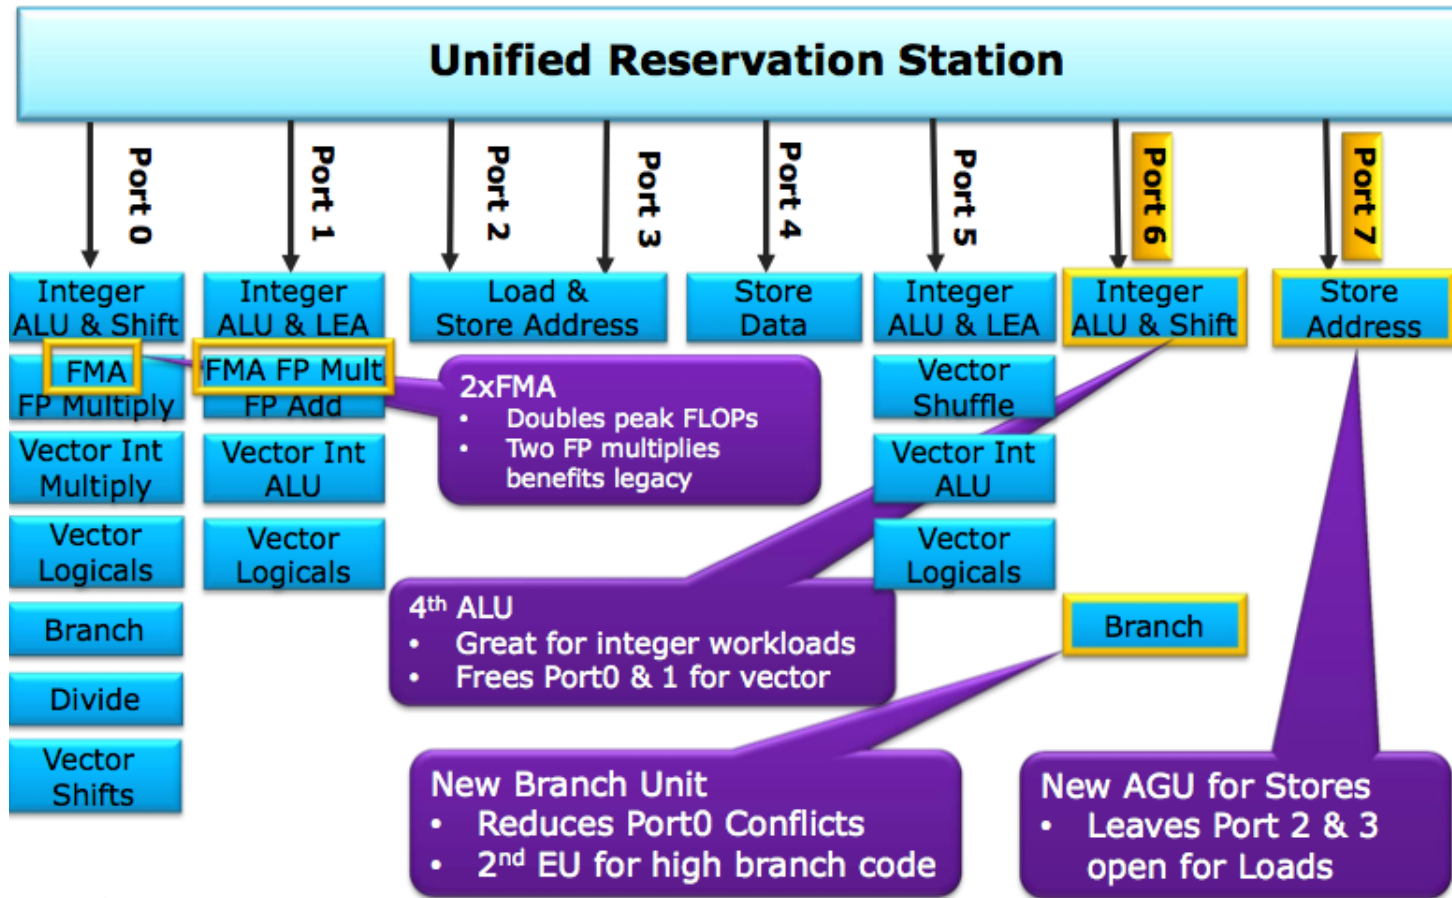 Unified Reservation Station
Port 0
Port 1
Port 2
Port 3
Port 4
Port 5
Port 6
Port 7
Integer
ALU & Shift
Integer
ALU & LEA
Load &
Store Address
Store
Data
Integer
ALU & LEA
Integer
ALU & Shift
Store
Address
FMA
FP Multiply
FMA FP Mult
FP Add
2xFMA
• Doubles peak FLOPs
• Two FP multiplies
benefits legacy
Vector
Shuffle
Vector Int
Multiply
Vector Int
ALU
Vector Int
ALU
Vector
Logicals
Vector
Logicals
Vector
Logicals
4th ALU
• Great for integer workloads
• Frees Port0 & 1 for vector
Branch
Branch
Divide
Vector
Shifts
New Branch Unit
• Reduces Port0 Conflicts
• 2nd EU for high branch code
New AGU for Stores
• Leaves Port 2 & 3
open for Loads